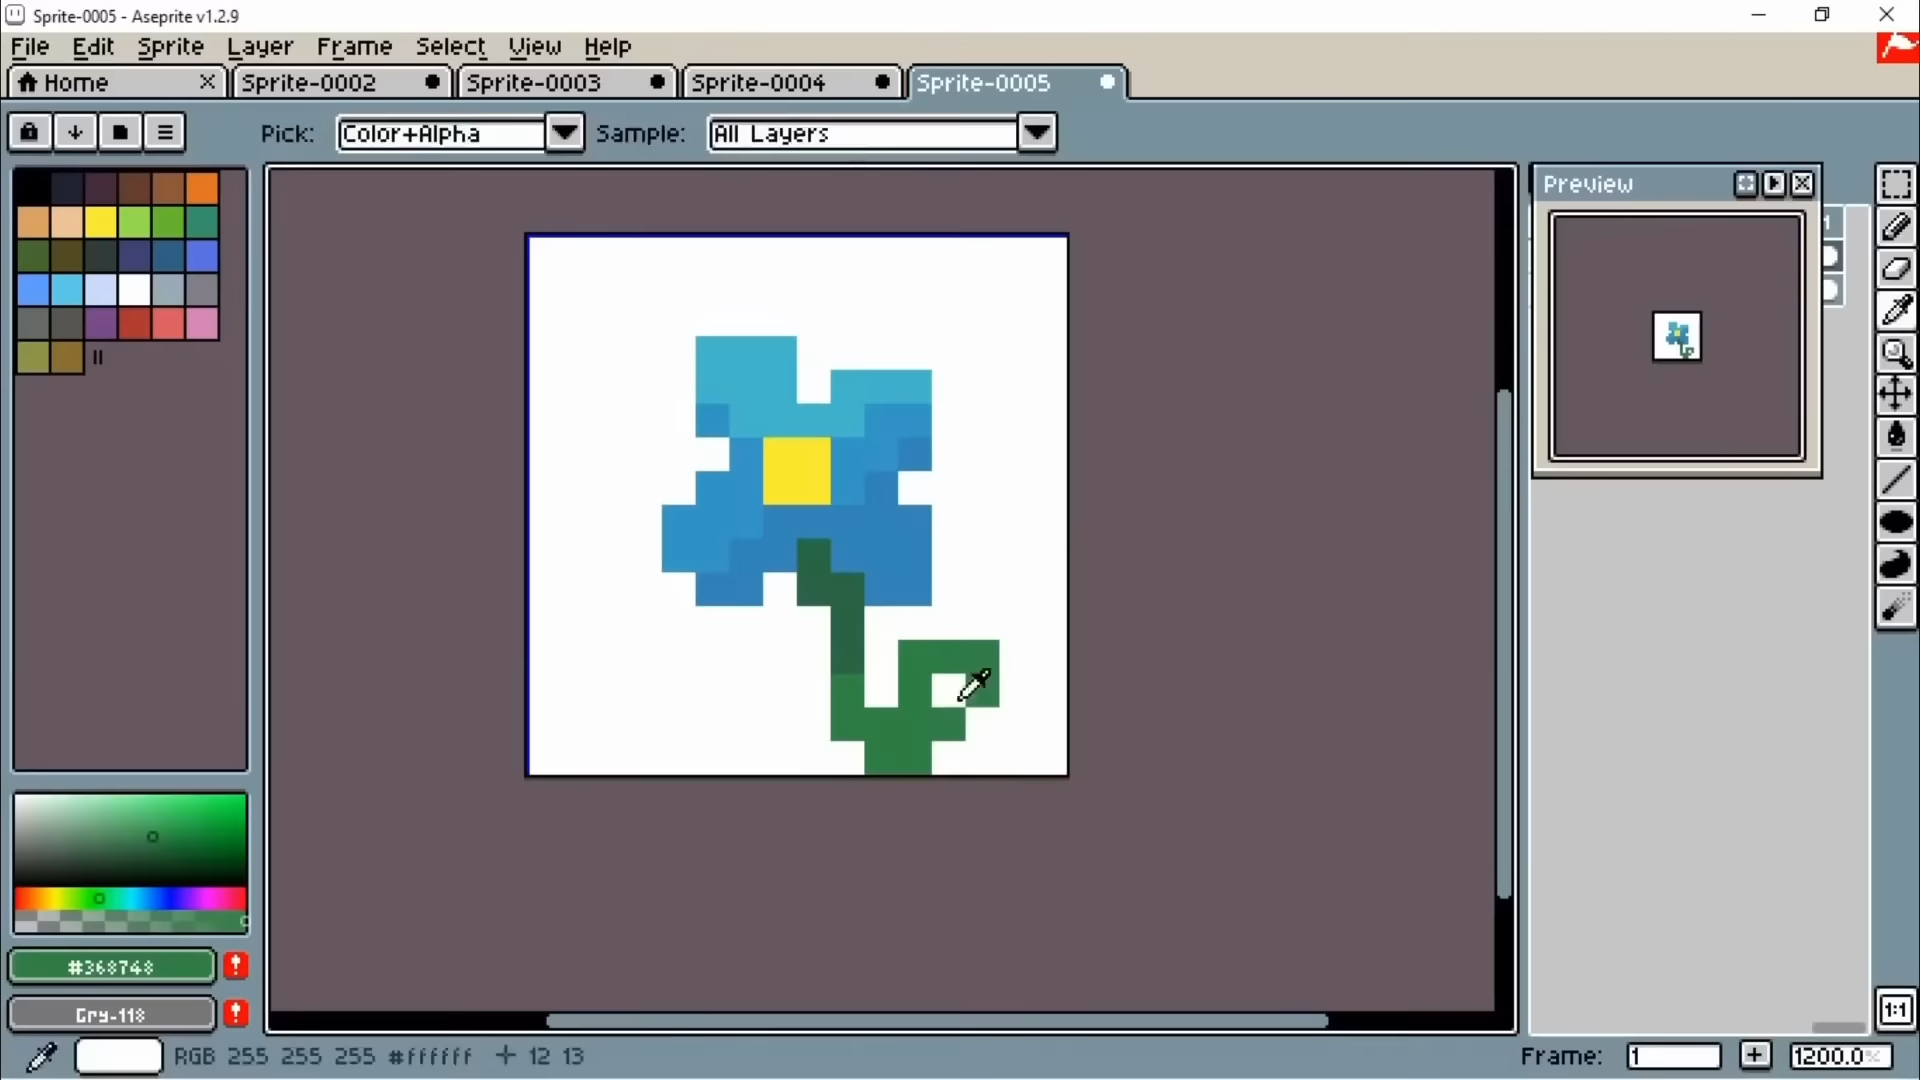 Sprite-0005 - Aseprite v1.2.9
File Edit Sprite Layer Frame Select View Help
Home Sprite-0002 Sprite-0003 Sprite-0004 Sprite-0005
Pick: Color+Alpha Sample: All Layers
Preview
#368748
Gry-118
RGB 255 255 255 #ffffff 12 13
Frame: 1 + 1200.0%
1:1